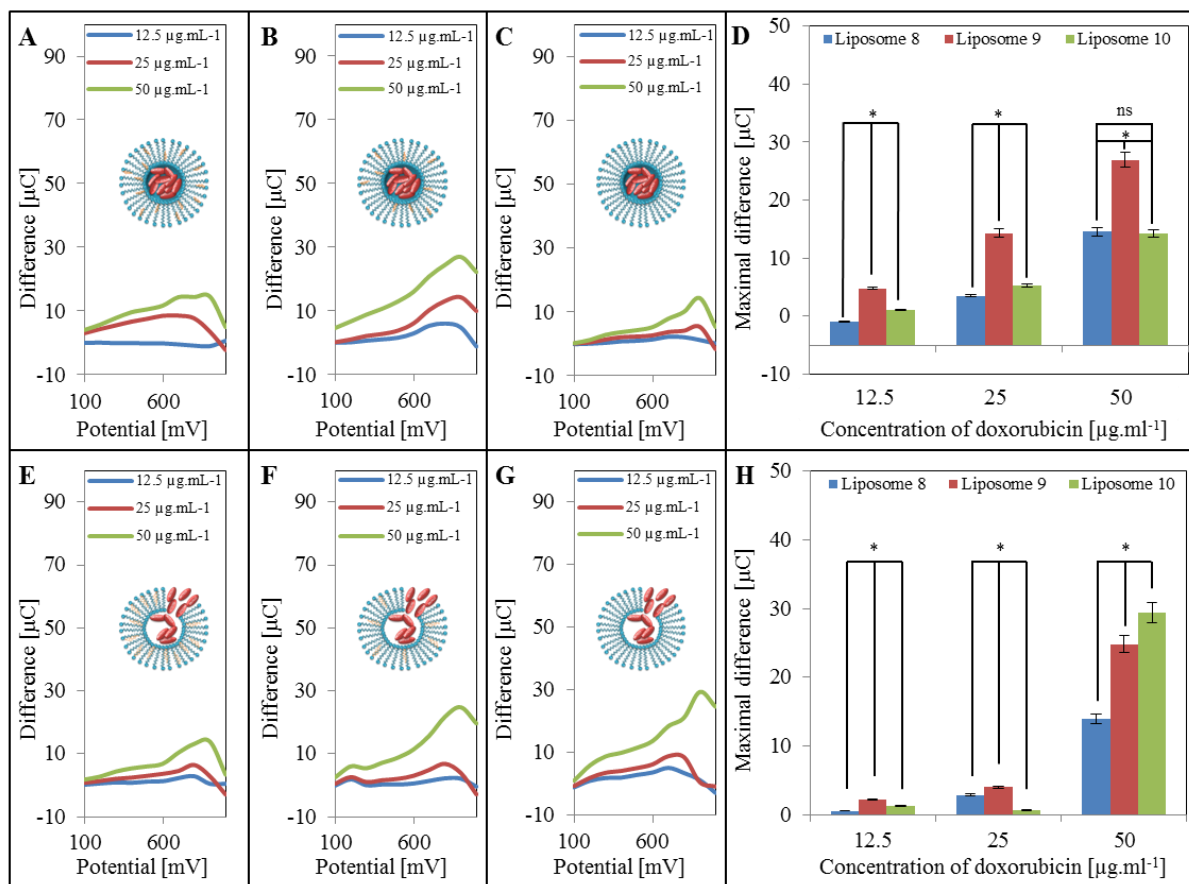 A
12.5 µg.mL-1
25 µg.mL-1
50 µg.mL-1
90
70
50
30
10
-10
Difference [µC]
100
600
Potential [mV]
B
12.5 µg.mL-1
25 µg.mL-1
50 µg.mL-1
90
70
50
30
10
-10
Difference [µC]
100
600
Potential [mV]
C
12.5 µg.mL-1
25 µg.mL-1
50 µg.mL-1
90
70
50
30
10
-10
Difference [µC]
100
600
Potential [mV]
D
Liposome 8 Liposome 9 Liposome 10
50
40
30
20
10
0
-10
Maximal difference [µC]
*
*
ns
*
12.5 25 50
Concentration of doxorubicin [µg.ml-1]
E
12.5 µg.mL-1
25 µg.mL-1
50 µg.mL-1
90
70
50
30
10
-10
Difference [µC]
100
600
Potential [mV]
F
12.5 µg.mL-1
25 µg.mL-1
50 µg.mL-1
90
70
50
30
10
-10
Difference [µC]
100
600
Potential [mV]
G
12.5 µg.mL-1
25 µg.mL-1
50 µg.mL-1
90
70
50
30
10
-10
Difference [µC]
100
600
Potential [mV]
H
Liposome 8 Liposome 9 Liposome 10
50
40
30
20
10
0
Maximal difference [µC]
*
*
*
12.5 25 50
Concentration of doxorubicin [µg.ml-1]